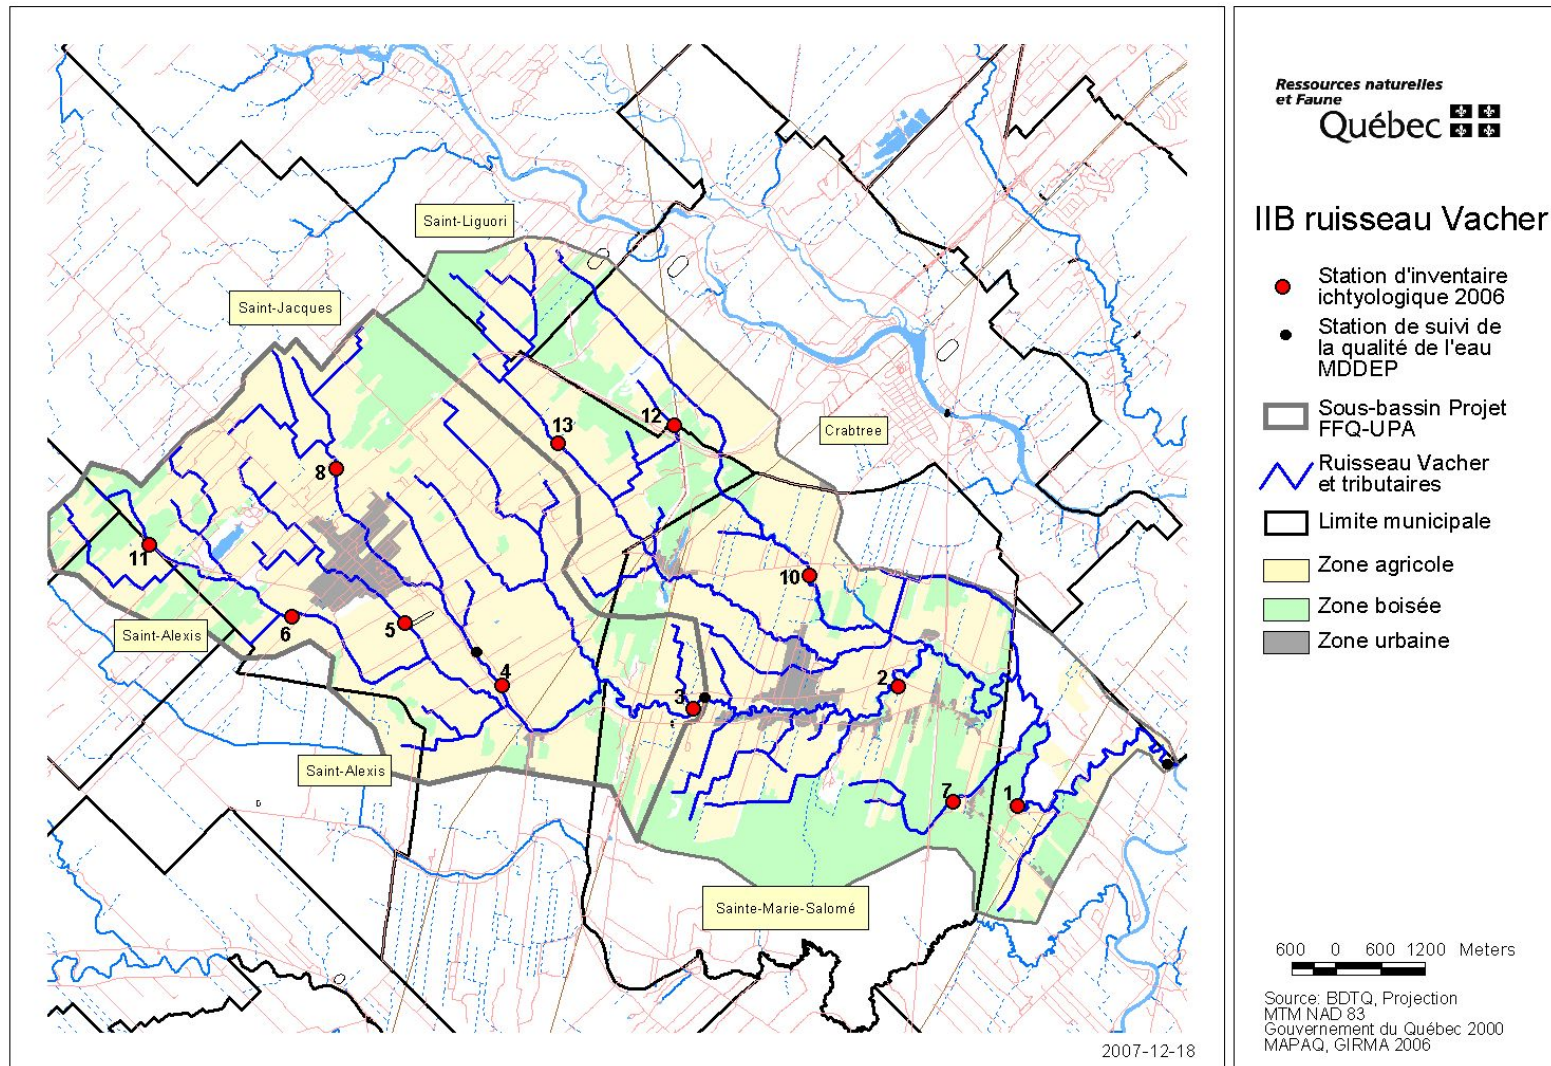 Saint-Liguori
Saint-Jacques
Crabtree
12
13
8
11
10
6
5
Saint-Alexis
4
2
3
Saint-Alexis
7
1
Sainte-Marie-Salomé
2007-12-18
Ressources naturelles
et Faune
Québec
IIB ruisseau Vacher
Station d'inventaire
ichtyologique 2006
Station de suivi de
la qualité de l'eau
MDDEP
Sous-bassin Projet
FFQ-UPA
Ruisseau Vacher
et tributaires
Limite municipale
Zone agricole
Zone boisée
Zone urbaine
600 0 600 1200 Meters
Source: BDTQ, Projection
MTM NAD 83
Gouvernement du Québec 2000
MAPAQ, GIRMA 2006